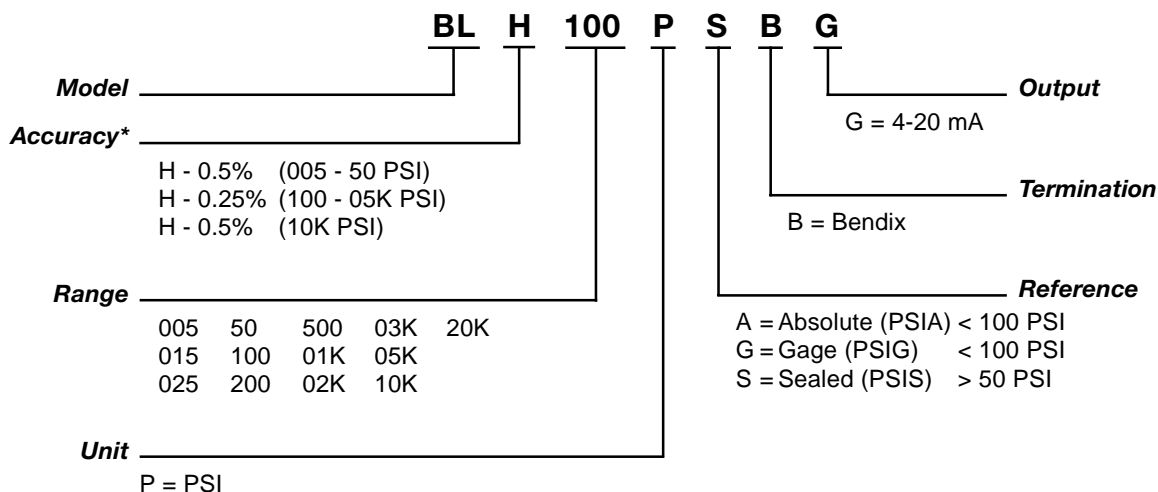 BL H 100 P S B G
Model
Accuracy*
H - 0.5% (005 - 50 PSI)
H - 0.25% (100 - 05K PSI)
H - 0.5% (10K PSI)
Range
005 50 500 03K 20K
015 100 01K 05K
025 200 02K 10K
Unit
P = PSI
Output
G = 4-20 mA
Termination
B = Bendix
Reference
A = Absolute (PSIA) < 100 PSI
G = Gage (PSIG) < 100 PSI
S = Sealed (PSIS) > 50 PSI